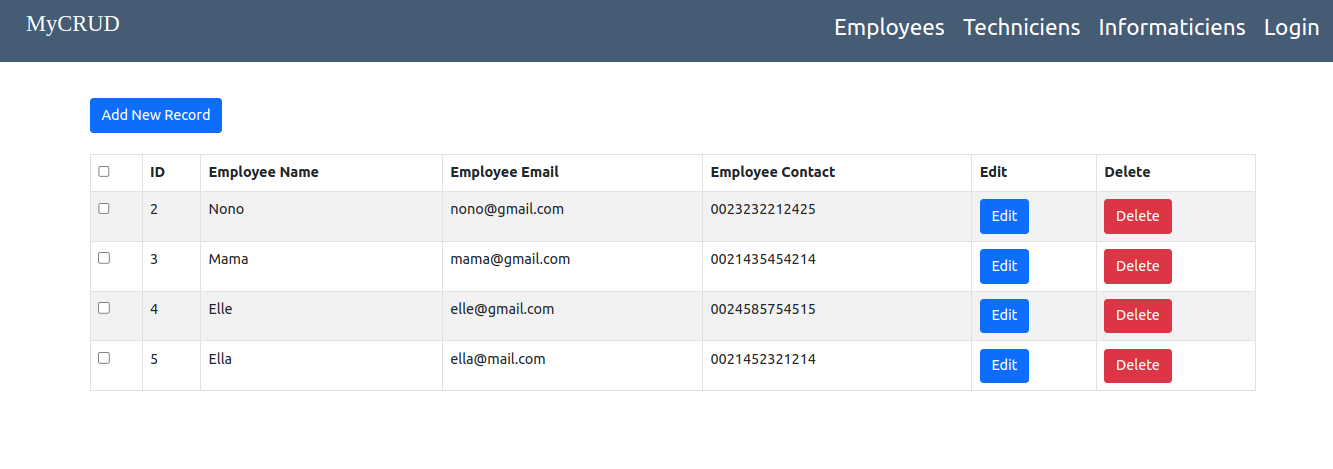 MyCRUD
Employees Techniciens Informaticiens Login
Add New Record
ID Employee Name Employee Email Employee Contact Edit Delete
2 Nono nono@gmail.com 0023232212425 Edit Delete
3 Mama mama@gmail.com 0021435454214 Edit Delete
4 Elle elle@gmail.com 0024585754515 Edit Delete
5 Ella ella@mail.com 0021452321214 Edit Delete